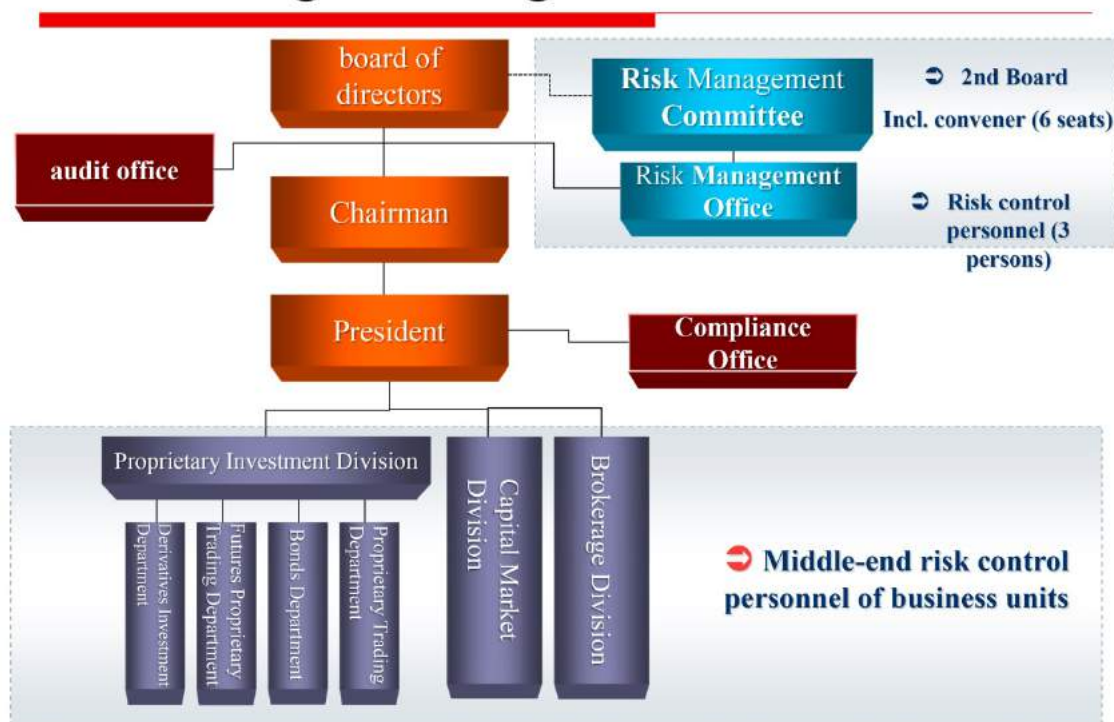 board of
directors
Risk Management
Committee
2nd Board
Incl. convener (6 seats)
audit office
Risk Management
Office
Chairman
Risk control
personnel (3
persons)
President
Compliance
Office
Proprietary Investment Division
Derivatives Investment
Department
Futures Proprietary
Trading Department
Bonds Department
Proprietary Trading
Department
Capital Market
Division
Brokerage Division
Middle-end risk control
personnel of business units